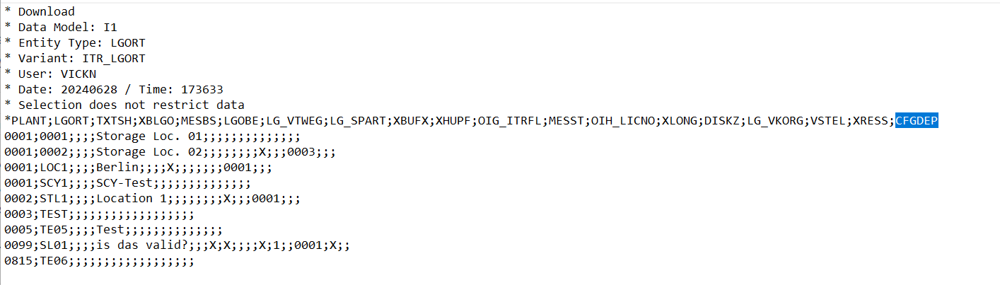 * Download
* Data Model: I1
* Entity Type: LGORT
* Variant: ITR_LGORT
* User: VICKN
* Date: 20240628 / Time: 173633
* Selection does not restrict data
*PLANT;LGORT;TXTSH;XBLGO;MESBS;LGOBE;LG_VTWEG;LG_SPART;XBUFX;XHUPF;OIG_ITRFL;MESST;OIH_LICNO;XLONG;DISKZ;LG_VKORG;VSTEL;XRESS;CFGDEP
0001;0001;;;;Storage Loc. 01;;;;;;;;;;;;;;
0001;0002;;;;Storage Loc. 02;;;;;;;;X;;;0003;;;
0001;LOC1;;;;Berlin;;;;X;;;;;;;0001;;;
0001;SCY1;;;;SCY-Test;;;;;;;;;;;;;;
0002;STL1;;;;Location 1;;;;;;;;X;;;0001;;;
0003;TEST;;;;;;;;;;;;;;;;;;
0005;TE05;;;;Test;;;;;;;;;;;;;;
0099;SL01;;;;is das valid?;;;X;X;;;;X;1;;0001;X;;
0815;TE06;;;;;;;;;;;;;;;;;;